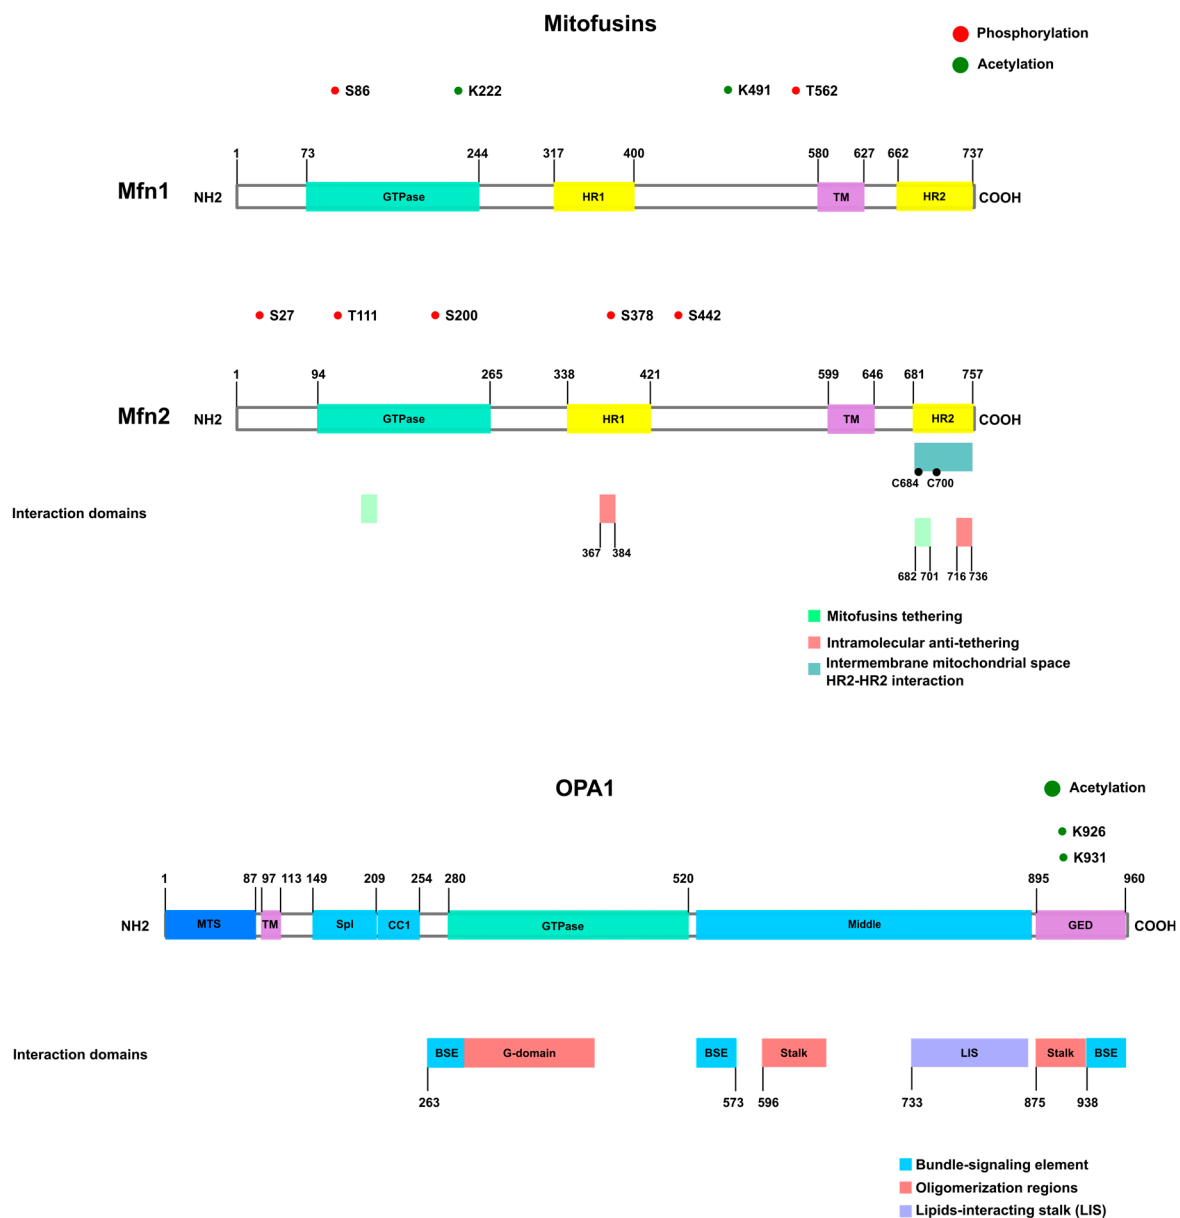 Mitofusins
Phosphorylation
Acetylation
S86 K222 K491 T562
1 73 244 317 400 580 627 662 737
Mfn1 NH2 GTPase HR1 TM HR2 COOH
S27 T111 S200 S378 S442
1 94 265 338 421 599 646 681 757
Mfn2 NH2 GTPase HR1 TM HR2 COOH
C684 C700
Interaction domains
367 384
682 701 716 736
Mitofusins tethering
Intramolecular anti-tethering
Intermembrane mitochondrial space
HR2-HR2 interaction
OPA1
Acetylation
K926
K931
1 87 97 113 149 209 254 280 520 895 960
NH2 MTS TM Spl CC1 GTPase Middle GED COOH
Interaction domains BSE G-domain BSE Stalk LIS Stalk BSE
263 573 596 733 875 938
Bundle-signaling element
Oligomerization regions
Lipids-interacting stalk (LIS)